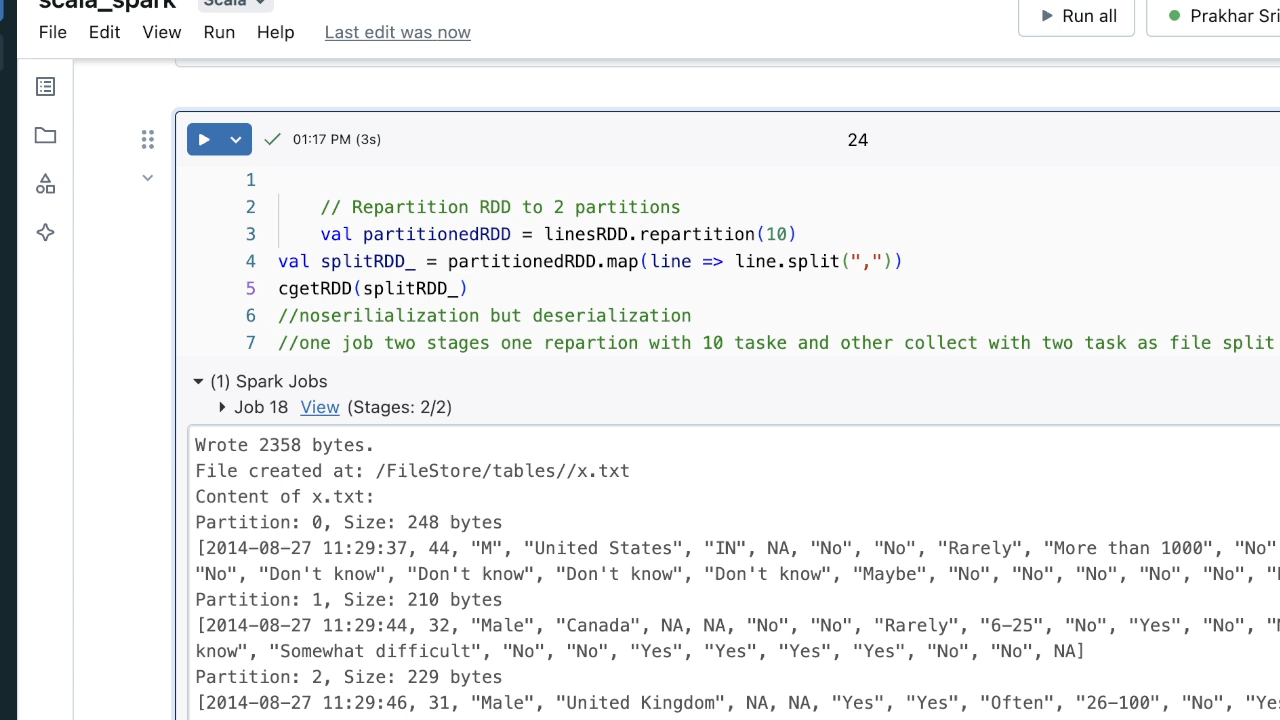 scala_spark Scala
File Edit View Run Help Last edit was now
Run all Prakhar Sri
01:17 PM (3s) 24
1
2 // Repartition RDD to 2 partitions
3 val partitionedRDD = linesRDD.repartition(10)
4 val splitRDD_ = partitionedRDD.map(line => line.split(","))
5 cgetRDD(splitRDD_)
6 //noserilialization but deserialization
7 //one job two stages one repartion with 10 taske and other collect with two task as file split
(1) Spark Jobs
Job 18 View (Stages: 2/2)
Wrote 2358 bytes.
File created at: /FileStore/tables//x.txt
Content of x.txt:
Partition: 0, Size: 248 bytes
[2014-08-27 11:29:37, 44, "M", "United States", "IN", NA, "No", "No", "Rarely", "More than 1000", "No"
"No", "Don't know", "Don't know", "Don't know", "Don't know", "Maybe", "No", "No", "No", "No", "No", "
Partition: 1, Size: 210 bytes
[2014-08-27 11:29:44, 32, "Male", "Canada", NA, NA, "No", "No", "Rarely", "6-25", "No", "Yes", "No", "
know", "Somewhat difficult", "No", "No", "Yes", "Yes", "Yes", "Yes", "No", "No", NA]
Partition: 2, Size: 229 bytes
[2014-08-27 11:29:46, 31, "Male", "United Kingdom", NA, NA, "Yes", "Yes", "Often", "26-100", "No", "Ye